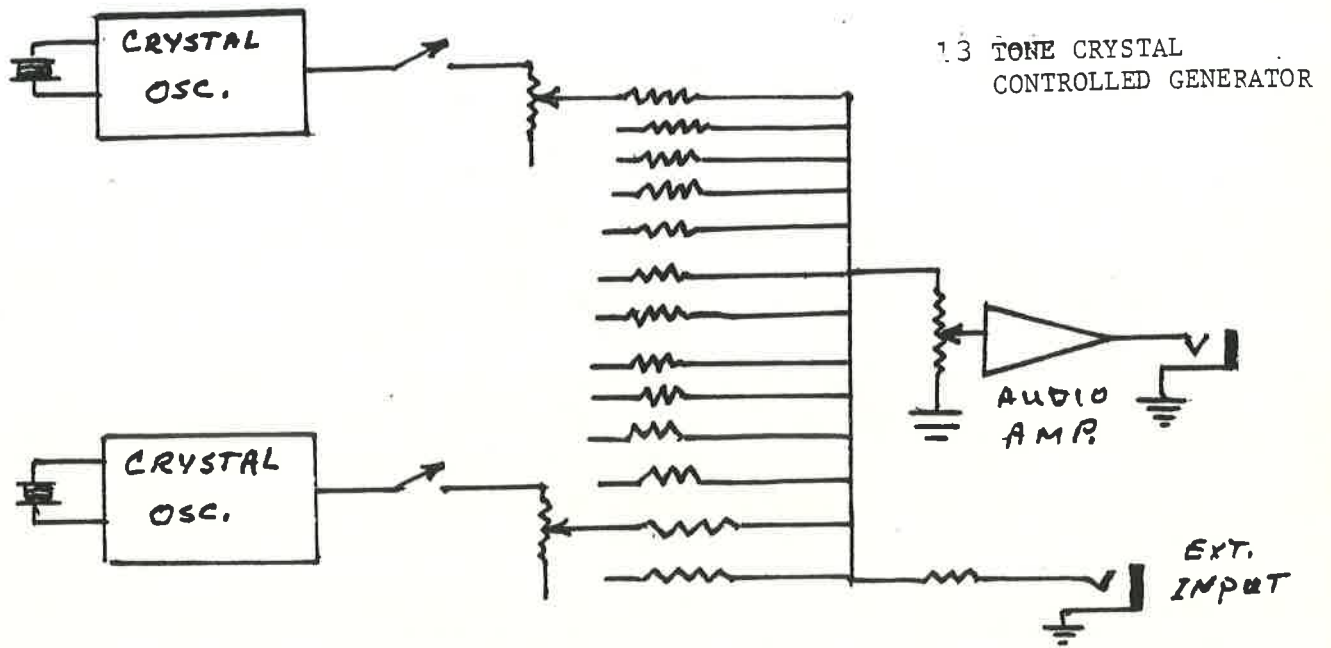 CRYSTAL
OSC.
13 TONE CRYSTAL
CONTROLLED GENERATOR
AUDIO
AMP.
CRYSTAL
OSC.
EXT.
INPUT